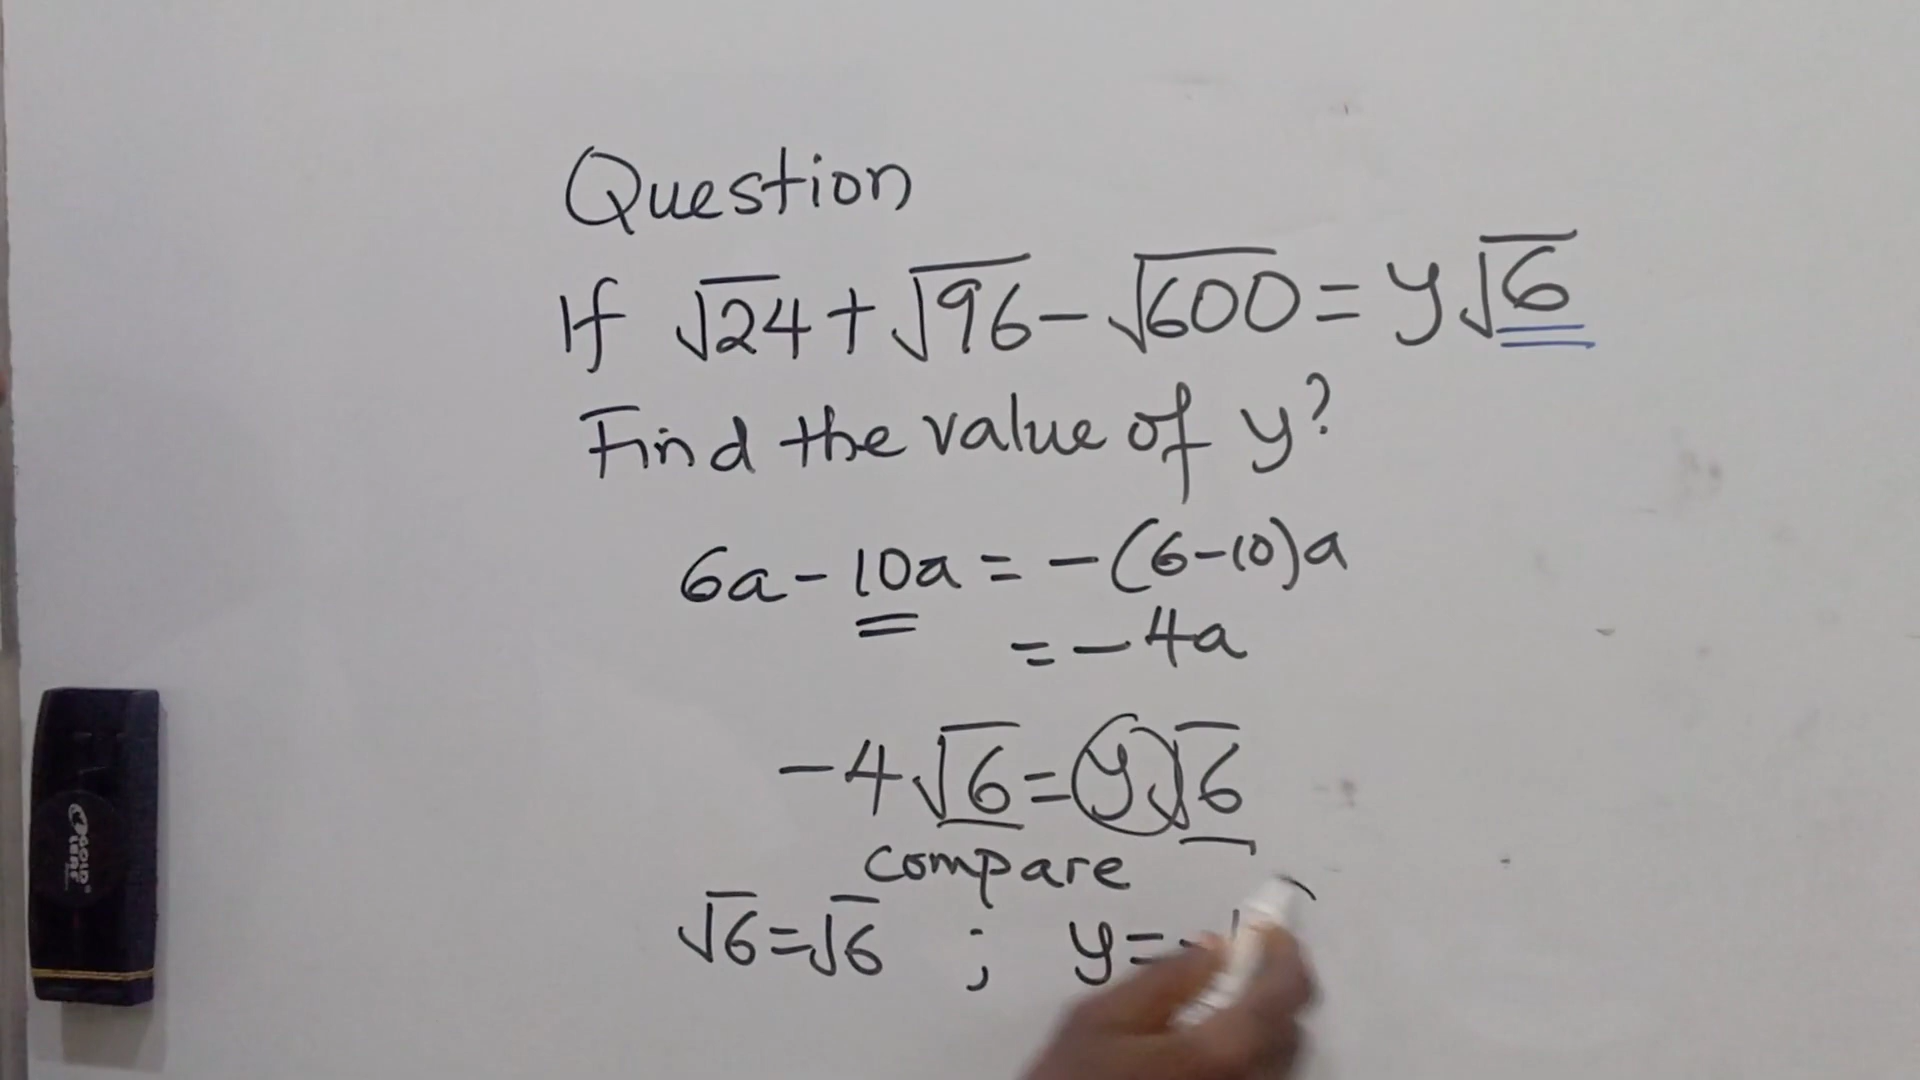 Question
If √24 + √96 - √600 = y√6
Find the value of y?
6a - 10a = -(6-10)a
= -4a
-4√6 = y√6
compare
√6 = √6 ; y = -
GOLD